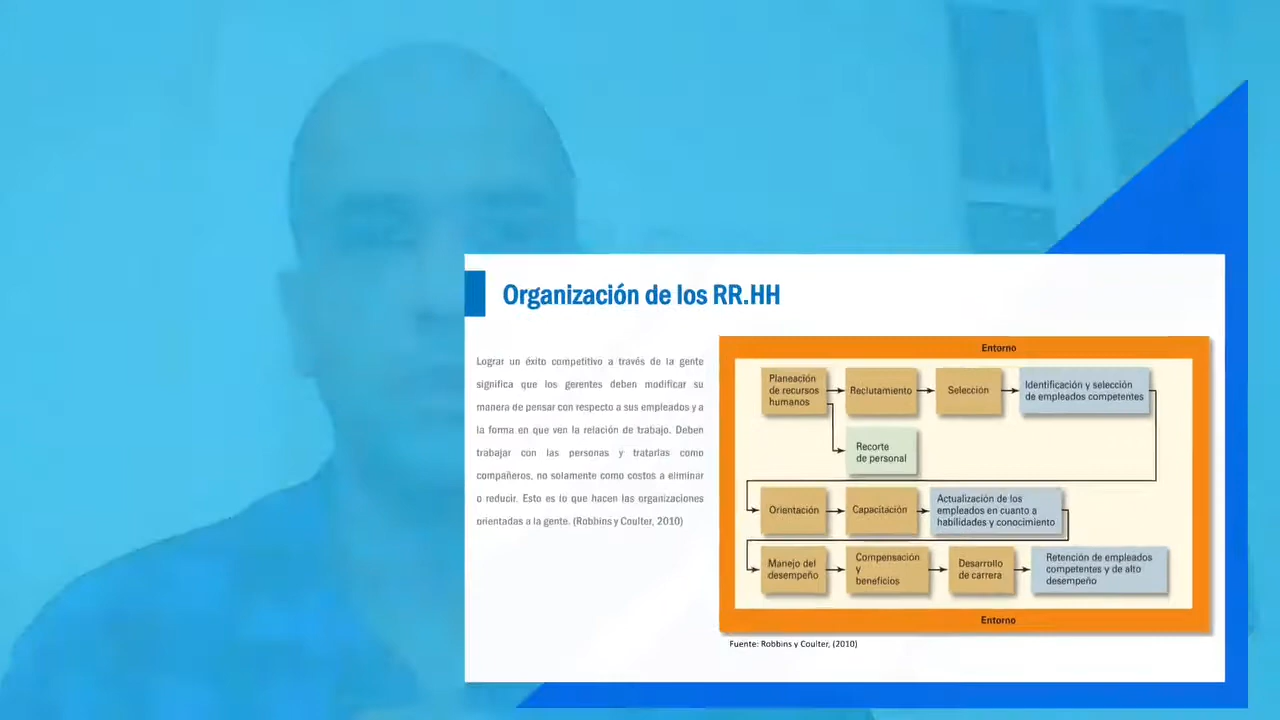 Organización de los RR.HH
Lograr un éxito competitivo a través de la gente
significa que los gerentes deben modificar su
manera de pensar con respecto a sus empleados y a
la forma en que ven la relación de trabajo. Deben
trabajar con las personas y tratarlas como
compañeros, no solamente como costos a eliminar
o reducir. Esto es lo que hacen las organizaciones
orientadas a la gente. (Robbins y Coulter, 2010)
Entorno
Planeación
de recursos
humanos
Reclutamiento
Selección
Identificación y selección
de empleados competentes
Recorte
de personal
Orientación
Capacitación
Actualización de los
empleados en cuanto a
habilidades y conocimiento
Manejo del
desempeño
Compensación
y
beneficios
Desarrollo
de carrera
Retención de empleados
competentes y de alto
desempeño
Entorno
Fuente: Robbins y Coulter, (2010)